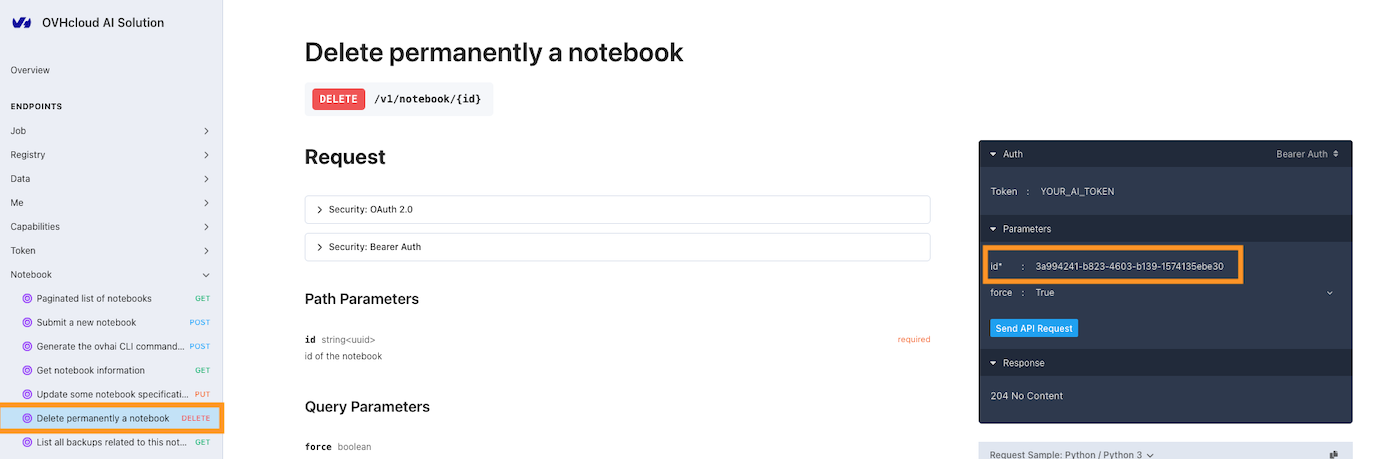 OVHcloud AI Solution
Overview
ENDPOINTS
Job
Registry
Data
Me
Capabilities
Token
Notebook
Paginated list of notebooks GET
Submit a new notebook POST
Generate the ovhai CLI command... POST
Get notebook information GET
Update some notebook specificati... PUT
Delete permanently a notebook DELETE
List all backups related to this not... GET
Delete permanently a notebook
DELETE /v1/notebook/{id}
Request
Security: OAuth 2.0
Security: Bearer Auth
Path Parameters
id string<uuid> required
id of the notebook
Query Parameters
force boolean
Auth Bearer Auth
Token : YOUR_AI_TOKEN
Parameters
id* : 3a994241-b823-4603-b139-1574135ebe30
force : True
Send API Request
Response
204 No Content
Request Sample: Python / Python 3